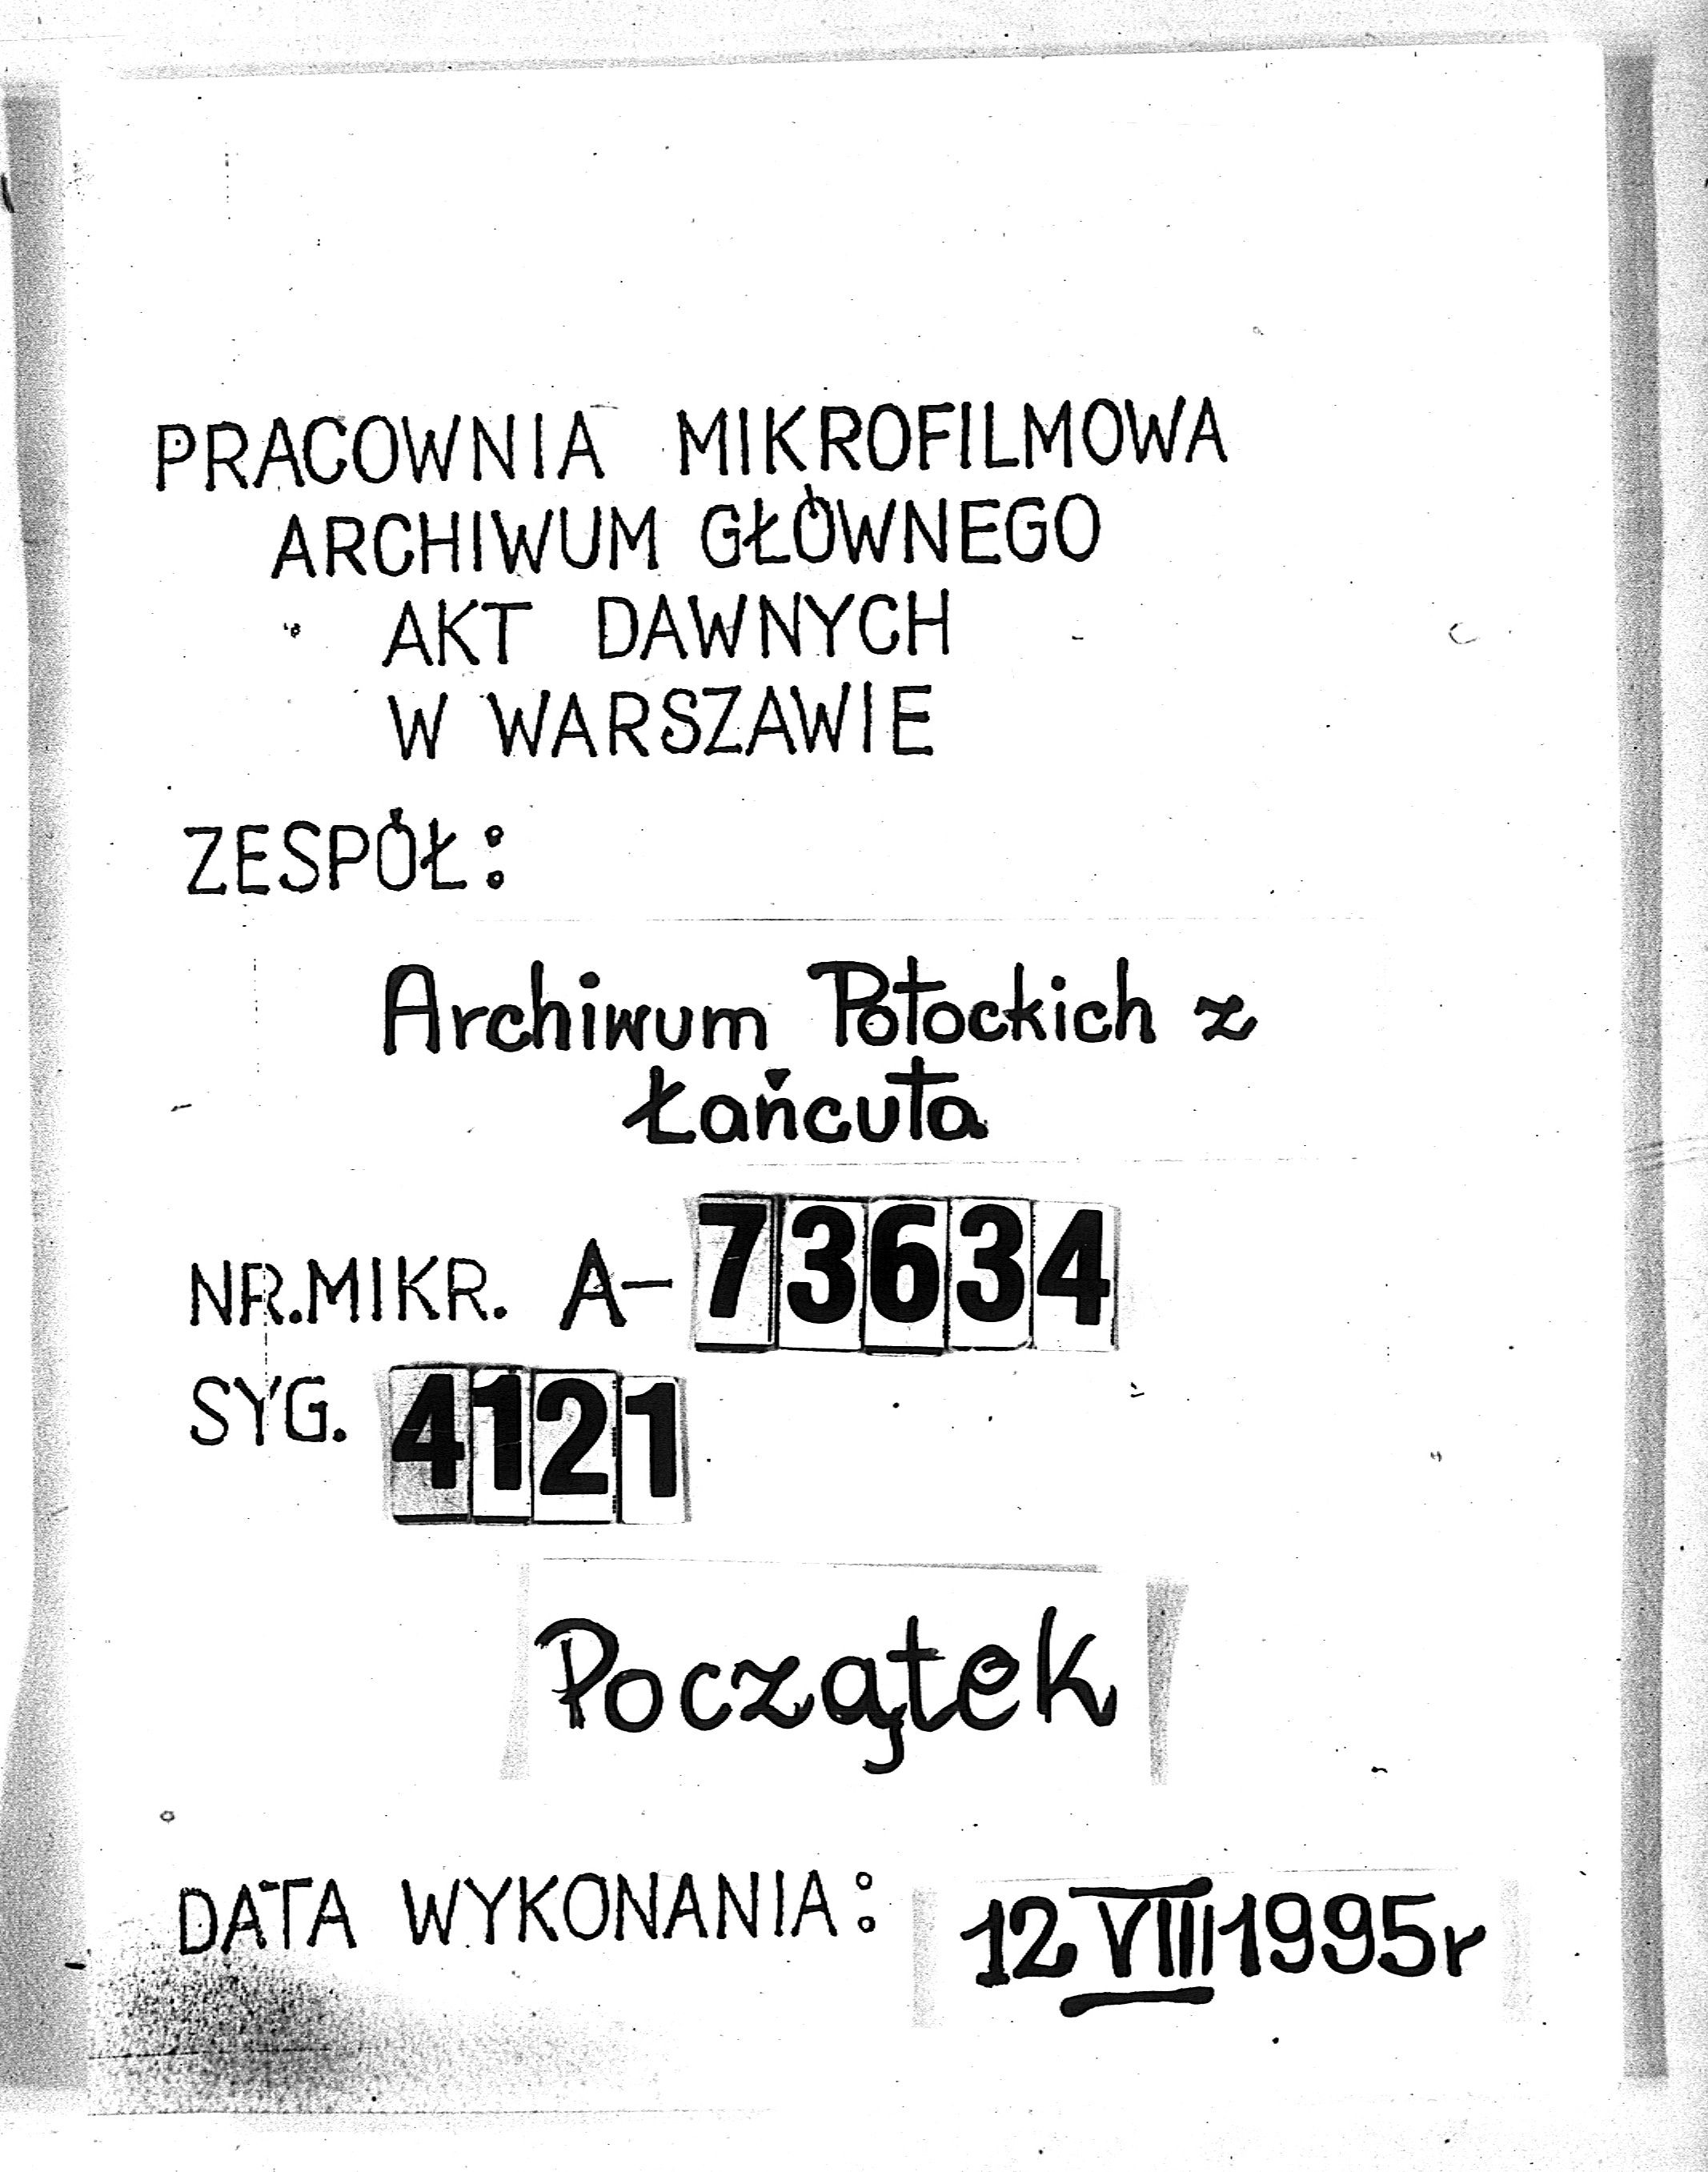 PRACOWNIA MIKROFILMOWA
ARCHIWUM GŁÓWNEGO
AKT DAWNYCH
W WARSZAWIE
ZESPÓŁ:
Archiwum Potockich z
Łańcuta
NR.MIKR. A-73634
SYG. 4121
Początek
DATA WYKONANIA: 12 VIII 1995r